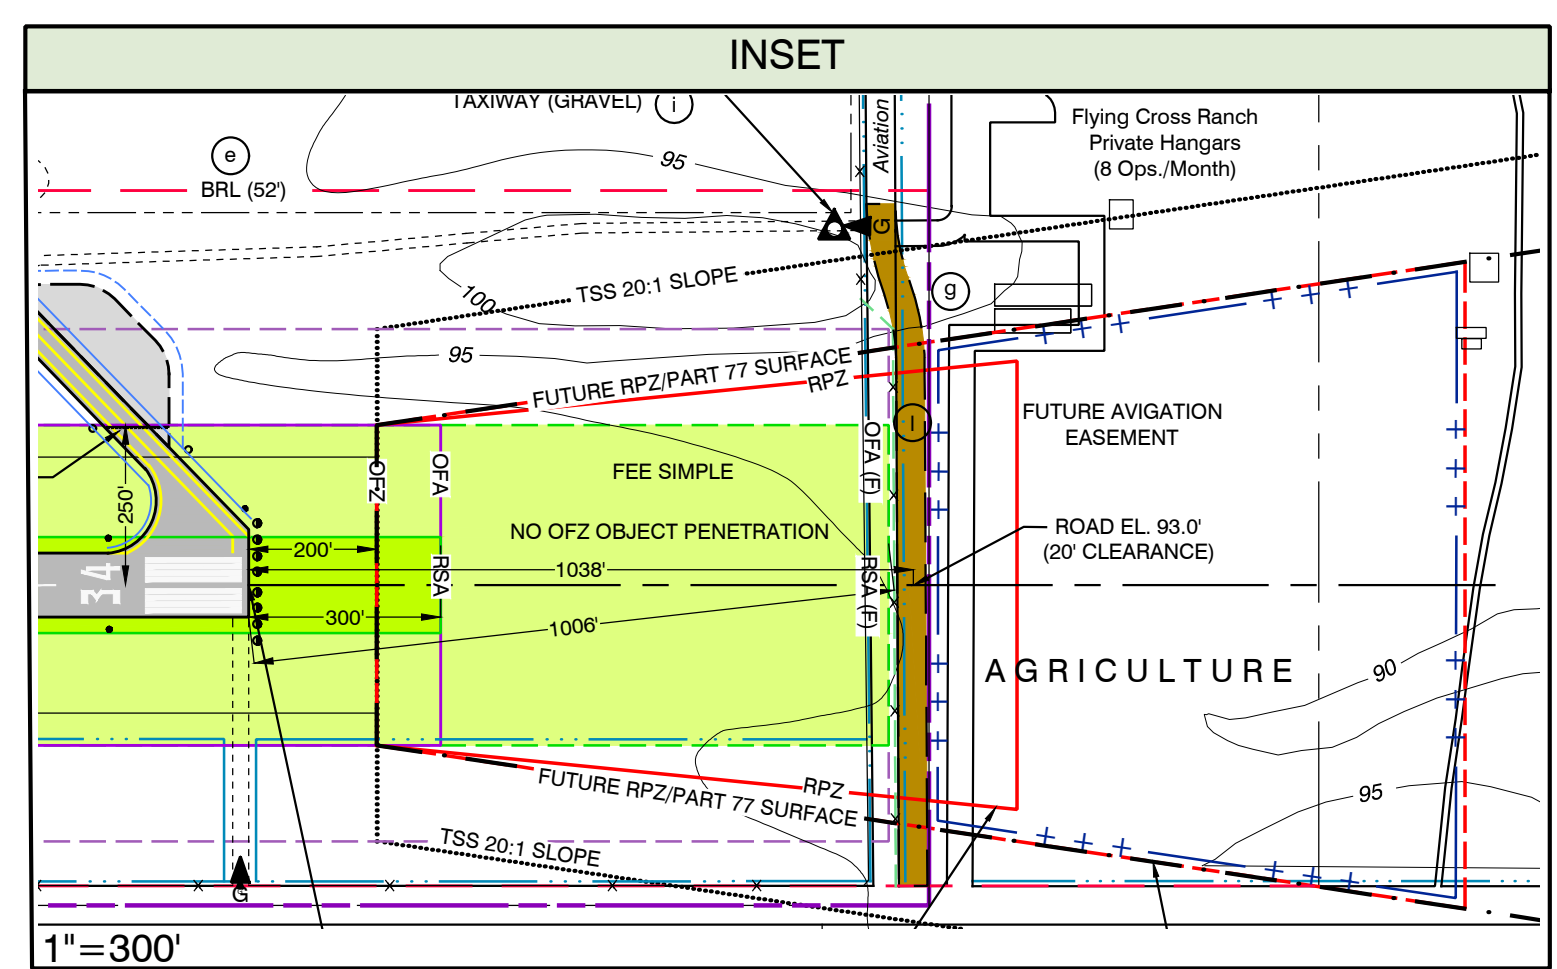 INSET
TAXIWAY (GRAVEL)
i
Aviation
Flying Cross Ranch
Private Hangars
(8 Ops./Month)
e
BRL (52')
95
G
TSS 20:1 SLOPE
100
g
95
FUTURE RPZ/PART 77 SURFACE
RPZ
FUTURE AVIGATION
EASEMENT
I
OFZ
OFA
FEE SIMPLE
OFA (F)
250'
NO OFZ OBJECT PENETRATION
ROAD EL. 93.0'
(20' CLEARANCE)
200'
1038'
RSA
RSA (F)
34
300'
1006'
AGRICULTURE
90
FUTURE RPZ/PART 77 SURFACE
RPZ
95
TSS 20:1 SLOPE
G
1"=300'